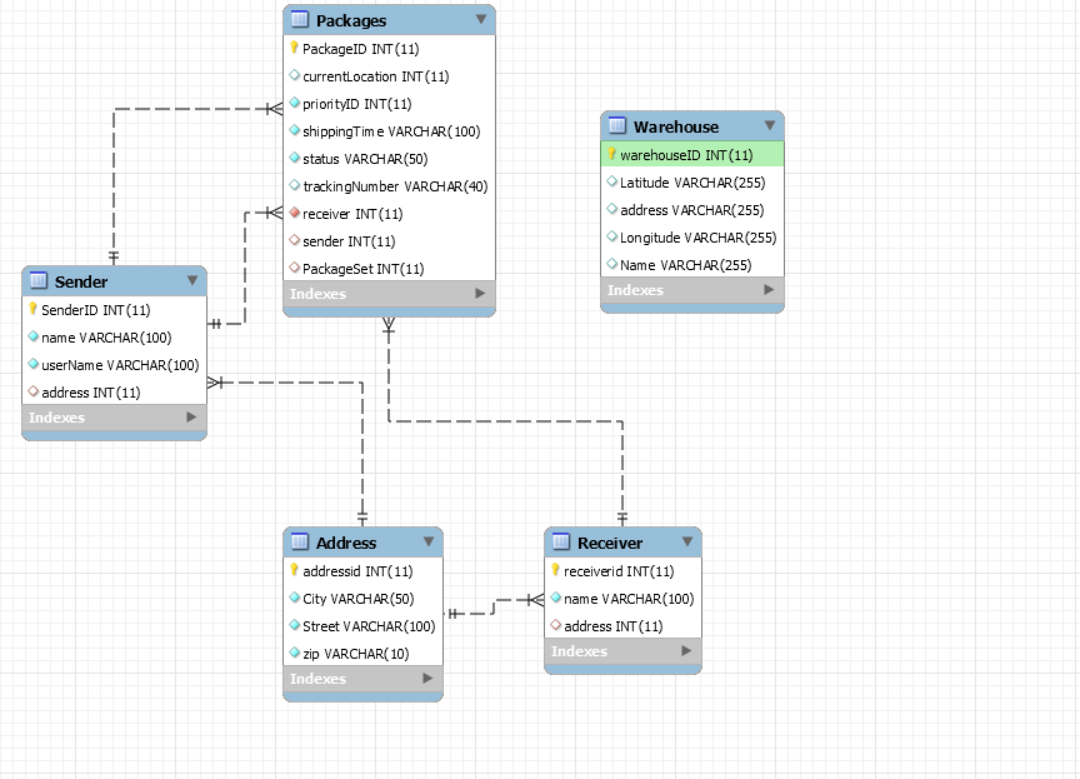 Packages
PackageID INT(11)
currentLocation INT(11)
priorityID INT(11)
shippingTime VARCHAR(100)
status VARCHAR(50)
trackingNumber VARCHAR(40)
receiver INT(11)
sender INT(11)
PackageSet INT(11)
Indexes
Warehouse
warehouseID INT(11)
Latitude VARCHAR(255)
address VARCHAR(255)
Longitude VARCHAR(255)
Name VARCHAR(255)
Indexes
Sender
SenderID INT(11)
name VARCHAR(100)
userName VARCHAR(100)
address INT(11)
Indexes
Address
addressid INT(11)
City VARCHAR(50)
Street VARCHAR(100)
zip VARCHAR(10)
Indexes
Receiver
receiverid INT(11)
name VARCHAR(100)
address INT(11)
Indexes